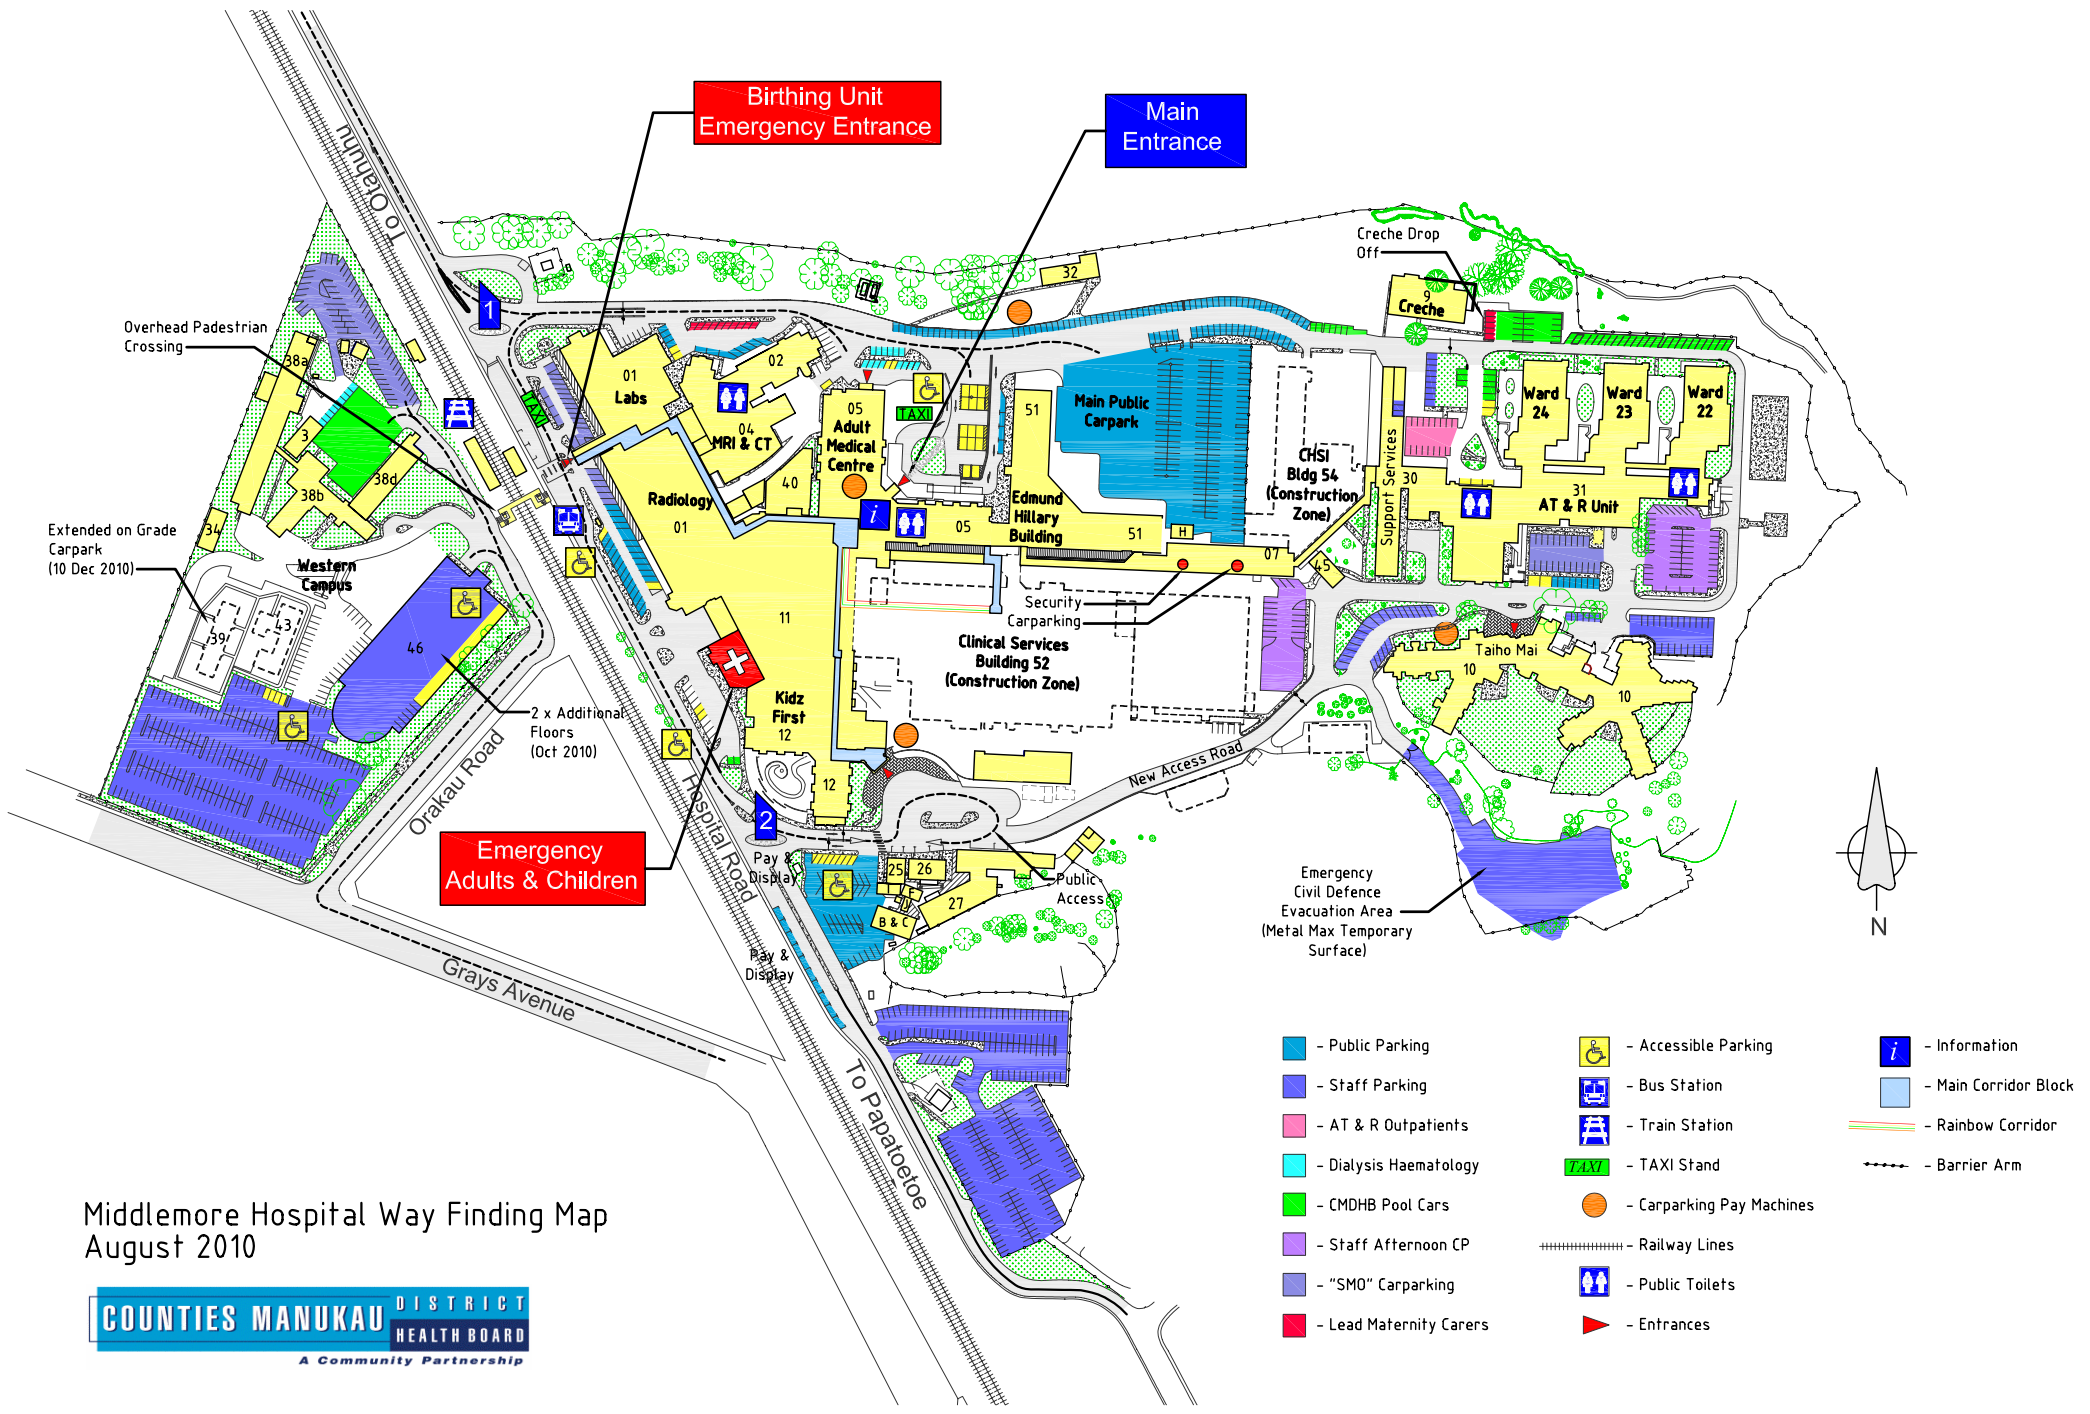 Birthing Unit
Emergency Entrance
Main
Entrance
To Otahuhu
1
Overhead Padestrian
Crossing
Creche Drop
Off
32
9
Creche
38a
3
38b
38d
34
TAXI
01
Labs
02
04
MRI & CT
05
Adult
Medical
Centre
TAXI
40
Radiology
01
i
05
51
Edmund
Hillary
Building
51
Main Public
Carpark
H
CHSI
Bldg 54
(Construction
Zone)
07
45
Support Services
30
Ward
24
Ward
23
Ward
22
31
AT & R Unit
Extended on Grade
Carpark
(10 Dec 2010)
Western
Campus
39
43
46
2 x Additional
Floors
(Oct 2010)
11
Kidz
First
12
12
Security
Carparking
Clinical Services
Building 52
(Construction Zone)
Taiho Mai
10
10
New Access Road
Orakau Road
Hospital Road
2
Emergency
Adults & Children
Pay &
Display
25
26
F
D
B & C
27
Public
Access
Pay &
Display
Emergency
Civil Defence
Evacuation Area
(Metal Max Temporary
Surface)
N
Grays Avenue
To Papatoetoe
- Public Parking
- Staff Parking
- AT & R Outpatients
- Dialysis Haematology
- CMDHB Pool Cars
- Staff Afternoon CP
- "SMO" Carparking
- Lead Maternity Carers
- Accessible Parking
- Bus Station
- Train Station
TAXI - TAXI Stand
- Carparking Pay Machines
- Railway Lines
- Public Toilets
- Entrances
i - Information
- Main Corridor Block
- Rainbow Corridor
- Barrier Arm
Middlemore Hospital Way Finding Map
August 2010
COUNTIES MANUKAU DISTRICT
HEALTH BOARD
A Community Partnership